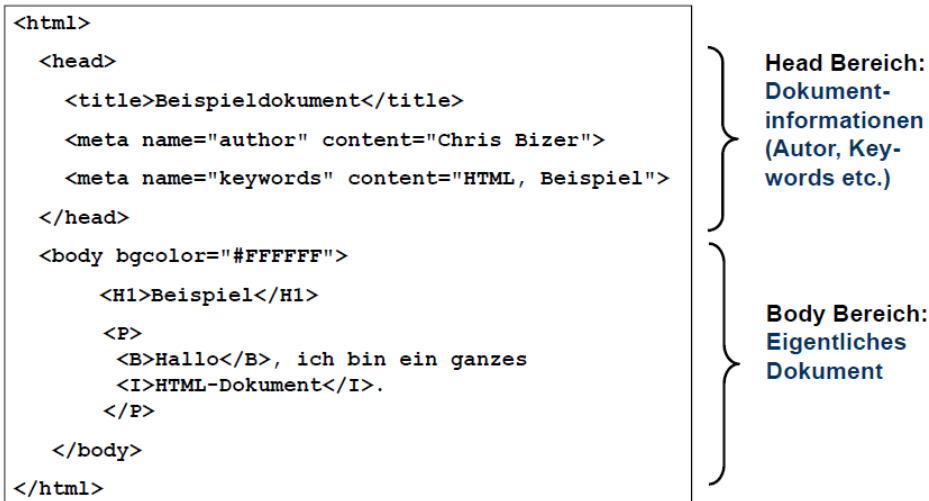 <html>
<head>
<title>Beispieldokument</title>
<meta name="author" content="Chris Bizer">
<meta name="keywords" content="HTML, Beispiel">
</head>
<body bgcolor="#FFFFFF">
<H1>Beispiel</H1>
<P>
<B>Hallo</B>, ich bin ein ganzes
<I>HTML-Dokument</I>.
</P>
</body>
</html>
Head Bereich:
Dokument-
informationen
(Autor, Key-
words etc.)
Body Bereich:
Eigentliches
Dokument